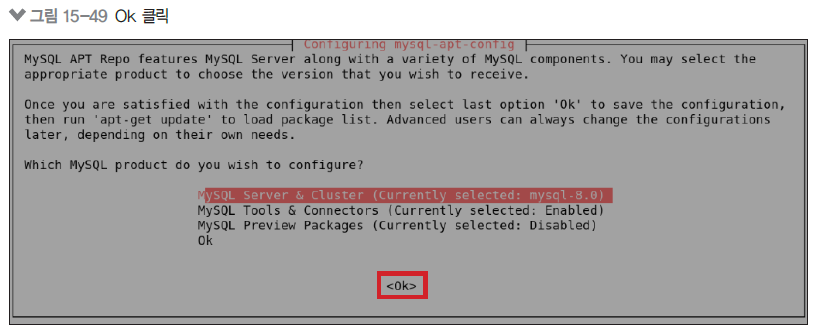 그림 15-49 Ok 클릭
Configuring mysql-apt-config
MySQL APT Repo features MySQL Server along with a variety of MySQL components. You may select the
appropriate product to choose the version that you wish to receive.
Once you are satisfied with the configuration then select last option 'Ok' to save the configuration,
then run 'apt-get update' to load package list. Advanced users can always change the configurations
later, depending on their own needs.
Which MySQL product do you wish to configure?
MySQL Server & Cluster (Currently selected: mysql-8.0)
MySQL Tools & Connectors (Currently selected: Enabled)
MySQL Preview Packages (Currently selected: Disabled)
Ok
<Ok>